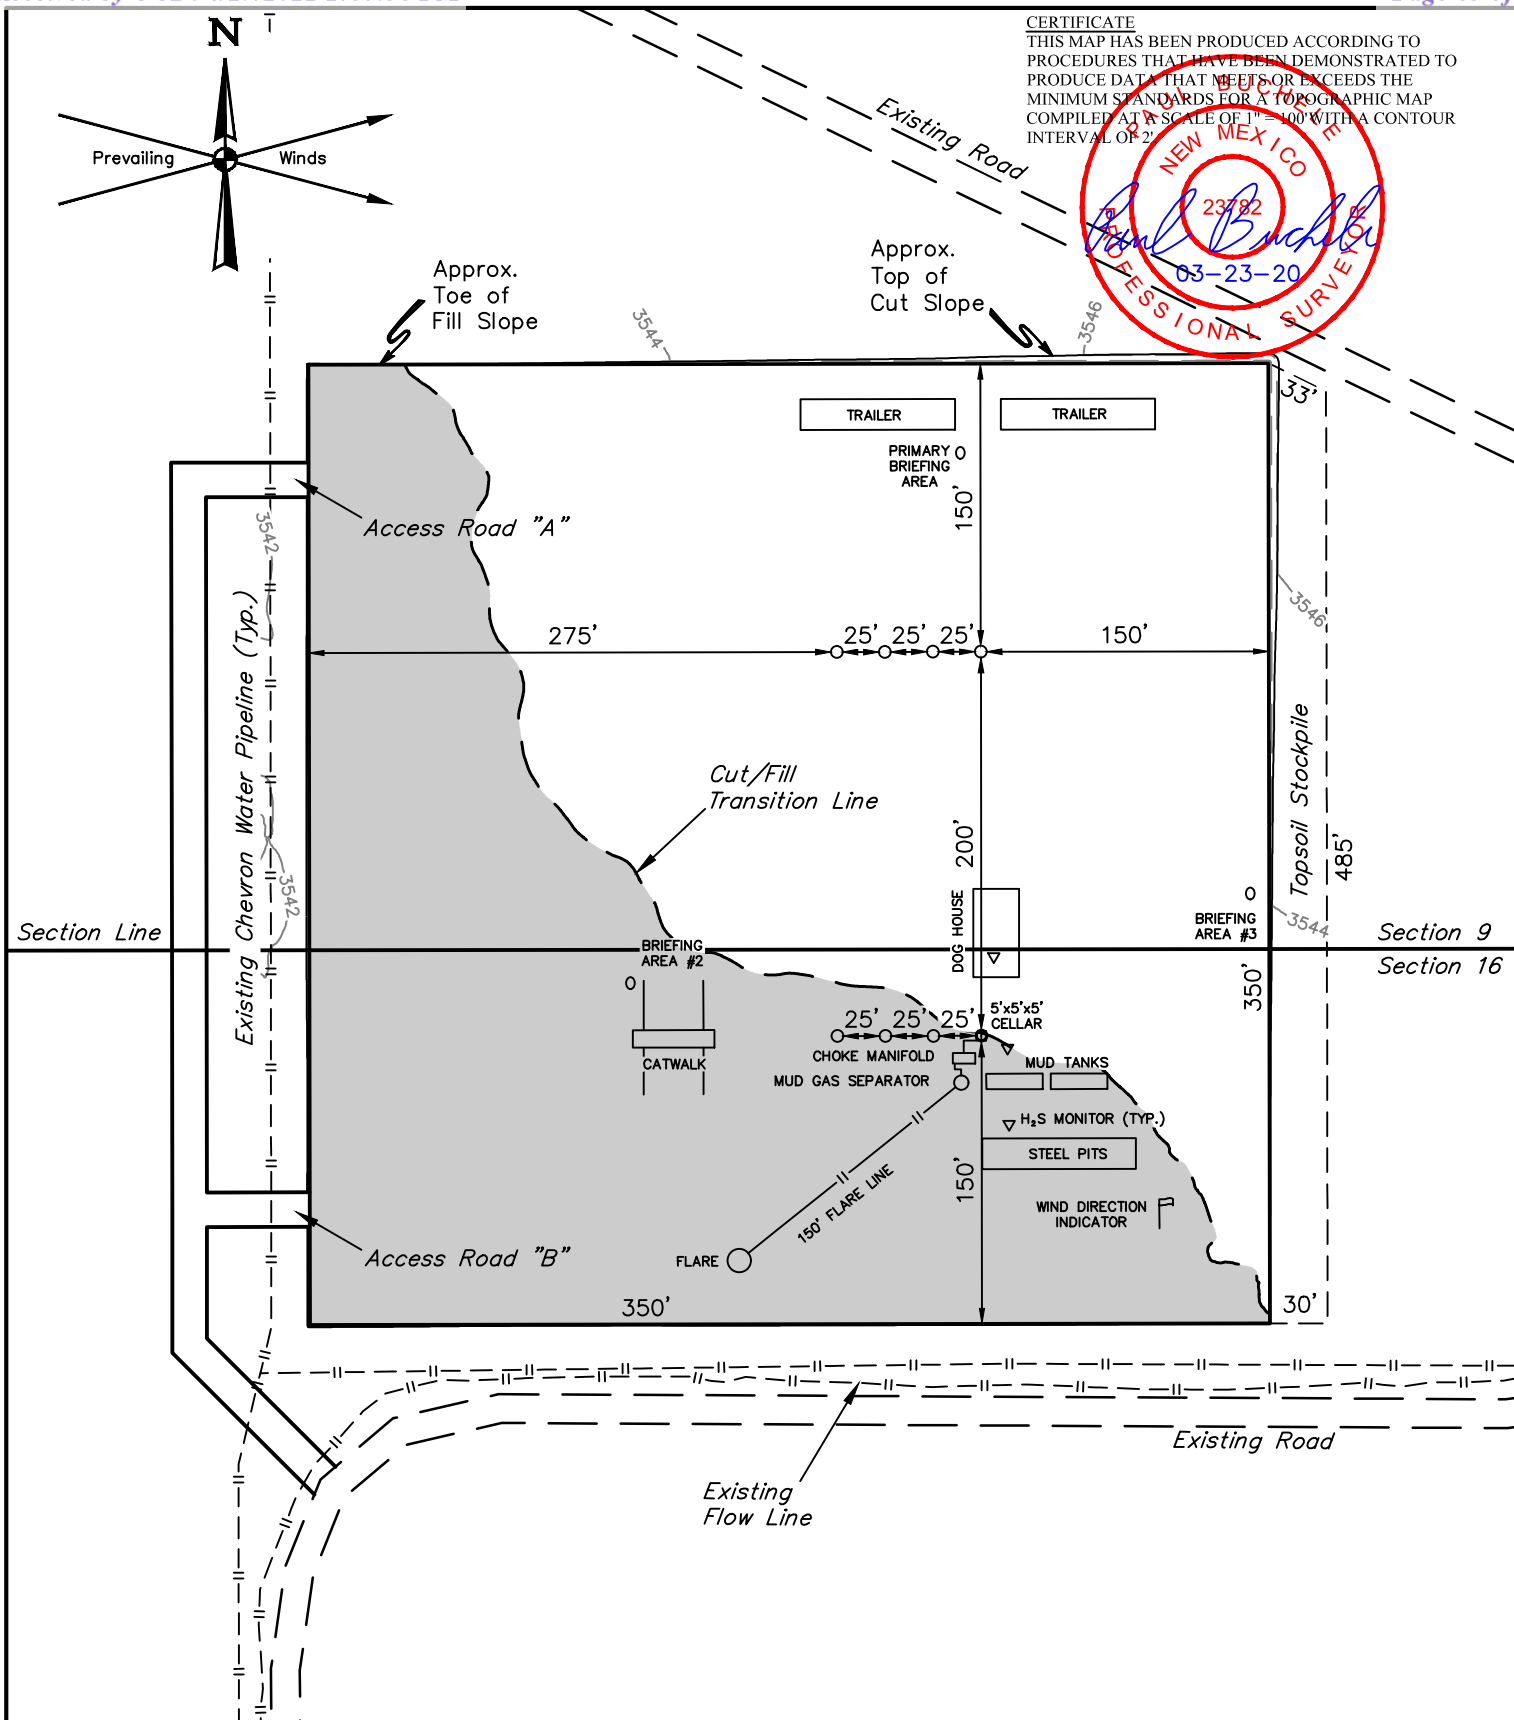 N
Prevailing Winds
CERTIFICATE
THIS MAP HAS BEEN PRODUCED ACCORDING TO
PROCEDURES THAT HAVE BEEN DEMONSTRATED TO
PRODUCE DATA THAT MEETS OR EXCEEDS THE
MINIMUM STANDARDS FOR A TOPOGRAPHIC MAP
COMPILED AT A SCALE OF 1" = 100' WITH A CONTOUR
INTERVAL OF 2'.
PAUL BUCHELE
NEW MEXICO
23782
Paul Buchele
03-23-20
PROFESSIONAL SURVEYOR
Existing Road
Approx.
Toe of
Fill Slope
Approx.
Top of
Cut Slope
3544
3546
33'
TRAILER
TRAILER
PRIMARY
BRIEFING
AREA
150'
Access Road "A"
3542
Existing Chevron Water Pipeline (Typ.)
275'
25'
25'
25'
150'
3546
Topsoil Stockpile
485'
Cut/Fill
Transition Line
200'
DOG HOUSE
3542
BRIEFING
AREA #3
3544
Section Line
Section 9
Section 16
BRIEFING
AREA #2
350'
25'
25'
25'
5'x5'x5'
CELLAR
CHOKE MANIFOLD
CATWALK
MUD TANKS
MUD GAS SEPARATOR
H₂S MONITOR (TYP.)
STEEL PITS
150'
150' FLARE LINE
WIND DIRECTION
INDICATOR
Access Road "B"
FLARE
350'
30'
Existing Road
Existing
Flow Line